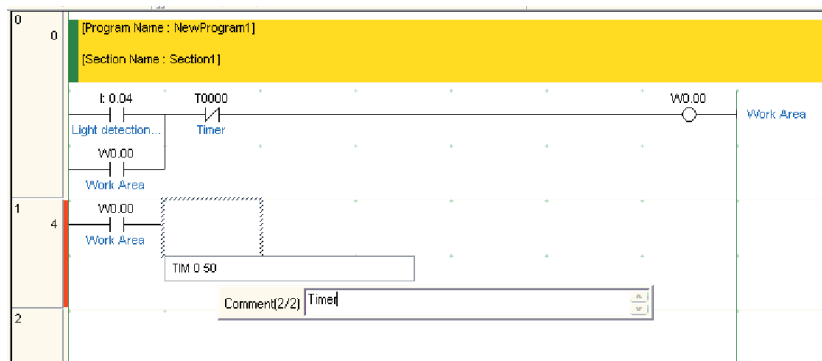 0
0
[Program Name : NewProgram1]
[Section Name : Section1]
I: 0.04 T0000 W0.00
Work Area
Light detection... Timer
W0.00
Work Area
1
4
W0.00
Work Area
TIM 0 50
Comment(2/2) Timer
2